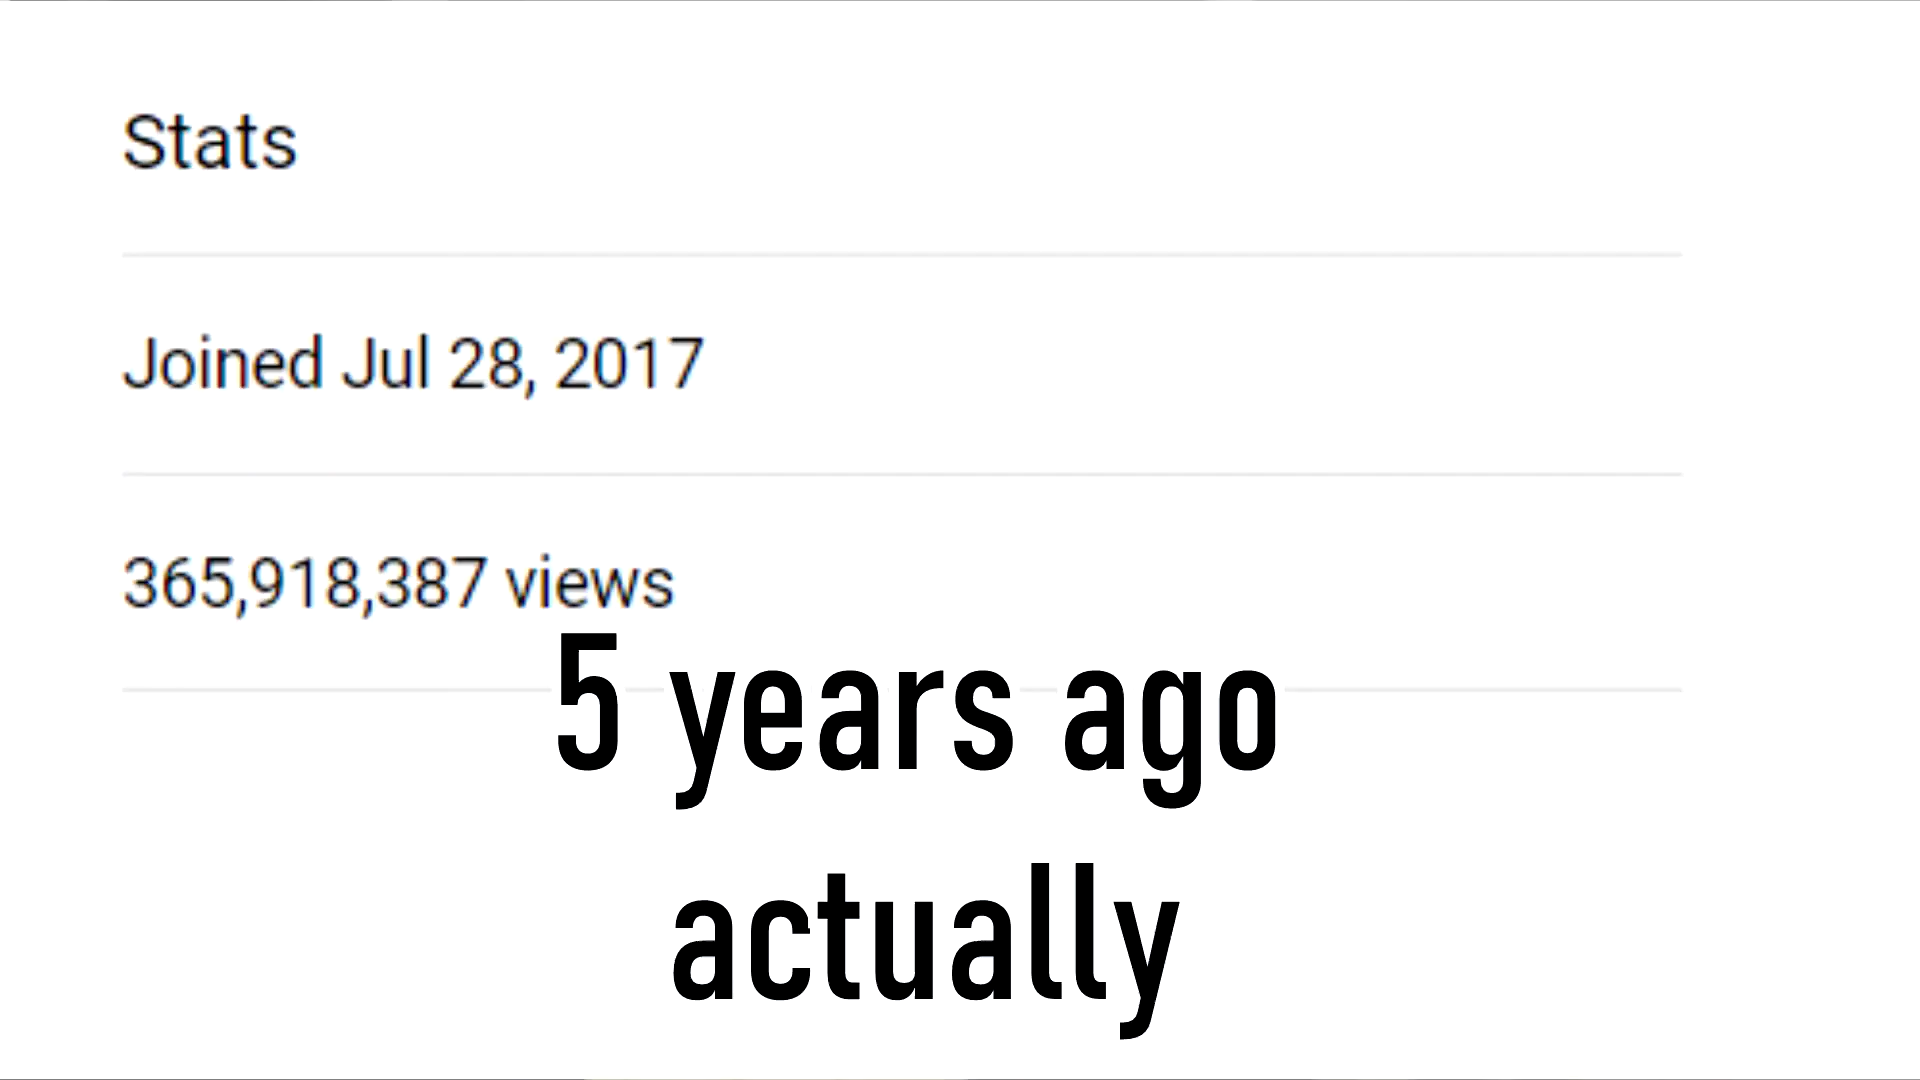 Stats
Joined Jul 28, 2017
365,918,387 views
5 years ago
actually